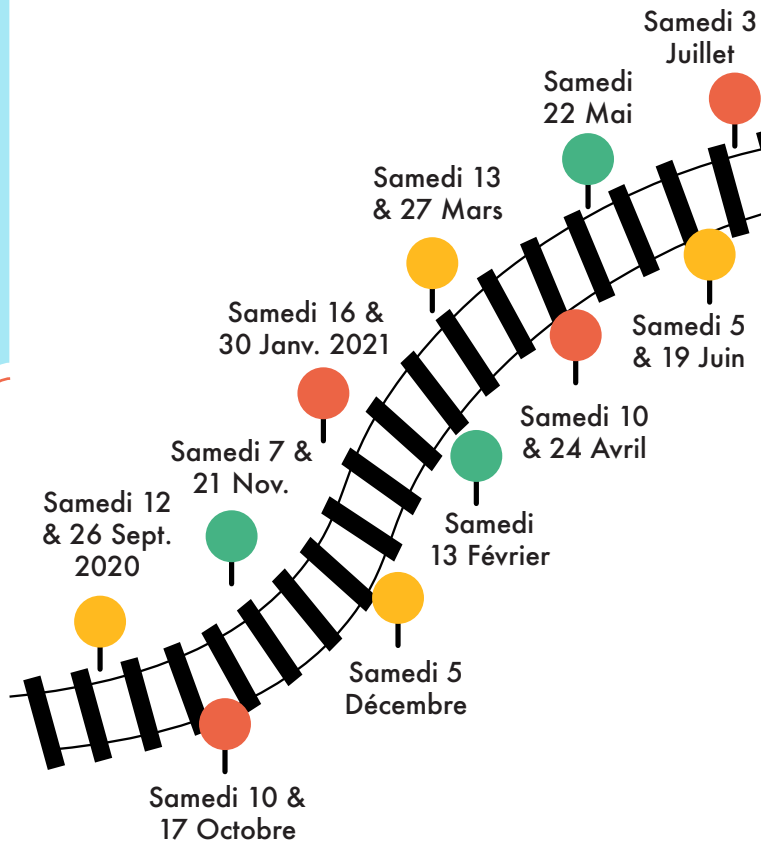 Samedi 3
Juillet
Samedi
22 Mai
Samedi 13
& 27 Mars
Samedi 16 &
30 Janv. 2021
Samedi 5
& 19 Juin
Samedi 10
& 24 Avril
Samedi 7 &
21 Nov.
Samedi 12
& 26 Sept.
2020
Samedi
13 Février
Samedi 5
Décembre
Samedi 10 &
17 Octobre